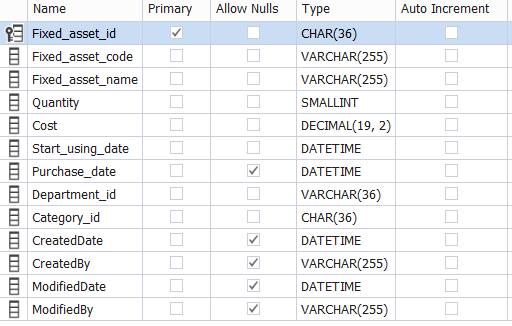 Name Primary Allow Nulls Type Auto Increment
Fixed_asset_id CHAR(36)
Fixed_asset_code VARCHAR(255)
Fixed_asset_name VARCHAR(255)
Quantity SMALLINT
Cost DECIMAL(19, 2)
Start_using_date DATETIME
Purchase_date DATETIME
Department_id VARCHAR(36)
Category_id CHAR(36)
CreatedDate DATETIME
CreatedBy VARCHAR(255)
ModifiedDate DATETIME
ModifiedBy VARCHAR(255)